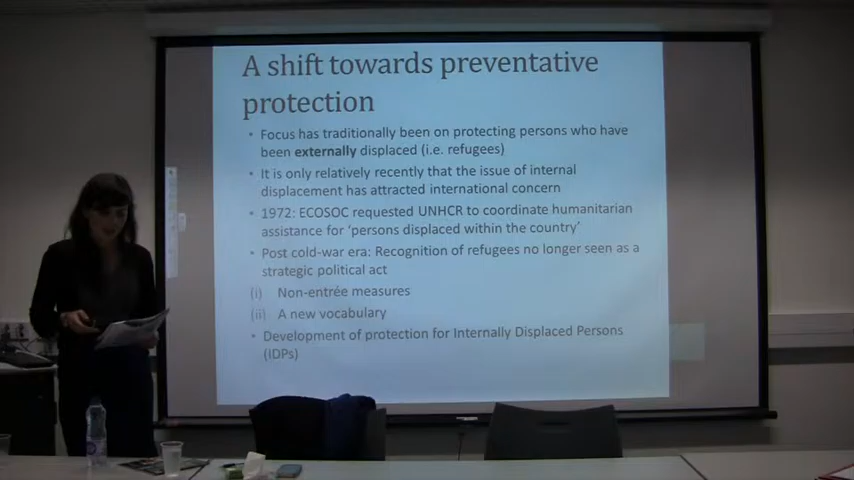 A shift towards preventative
protection
• Focus has traditionally been on protecting persons who have
been externally displaced (i.e. refugees)
• It is only relatively recently that the issue of internal
displacement has attracted international concern
• 1972: ECOSOC requested UNHCR to coordinate humanitarian
assistance for 'persons displaced within the country'
• Post cold-war era: Recognition of refugees no longer seen as a
strategic political act
(i) Non-entrée measures
(ii) A new vocabulary
• Development of protection for Internally Displaced Persons
(IDPs)